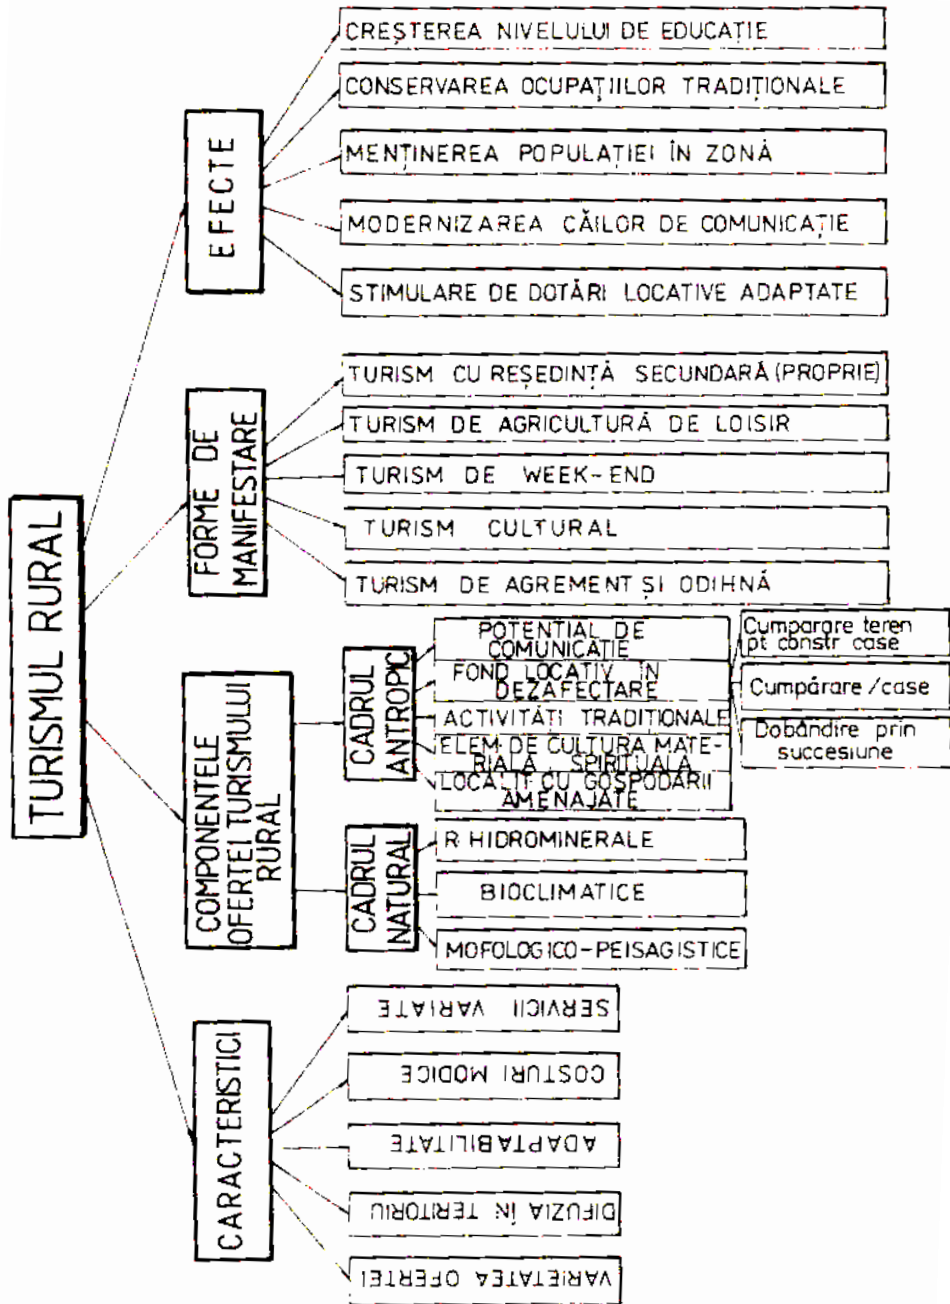 TURISMUL RURAL
EFECTE
CREȘTEREA NIVELULUI DE EDUCAȚIE
CONSERVAREA OCUPAȚIILOR TRADIȚIONALE
MENȚINEREA POPULAȚIEI ÎN ZONĂ
MODERNIZAREA CĂILOR DE COMUNICAȚIE
STIMULARE DE DOTĂRI LOCATIVE ADAPTATE
FORME DE
MANIFESTARE
TURISM CU REȘEDINȚĂ SECUNDARĂ (PROPRIE)
TURISM DE AGRICULTURĂ DE LOISIR
TURISM DE WEEK-END
TURISM CULTURAL
TURISM DE AGREMENT ȘI ODIHNĂ
COMPONENTELE
OFERTEI TURISMULUI
RURAL
CADRUL
ANTROPIC
POTENȚIAL DE
COMUNICAȚIE
FOND LOCATIV ÎN
DEZAFECTARE
ACTIVITĂȚI TRADIȚIONALE
ELEM. DE CULTURA MATE-
RIALĂ, SPIRITUALĂ
LOCALIT CU GOSPODĂRII
AMENAJATE
Cumparare teren
pt constr case
Cumpărare /case
Dobândire prin
succesiune
CADRUL
NATURAL
R HIDROMINERALE
BIOCLIMATICE
MOFOLOGICO-PEISAGISTICE
CARACTERISTICI
SERVICII VARIATE
COSTURI MODICE
ADAPTABILITATE
DIFUZIA ÎN TERITORIU
VARIETATEA OFERTEI